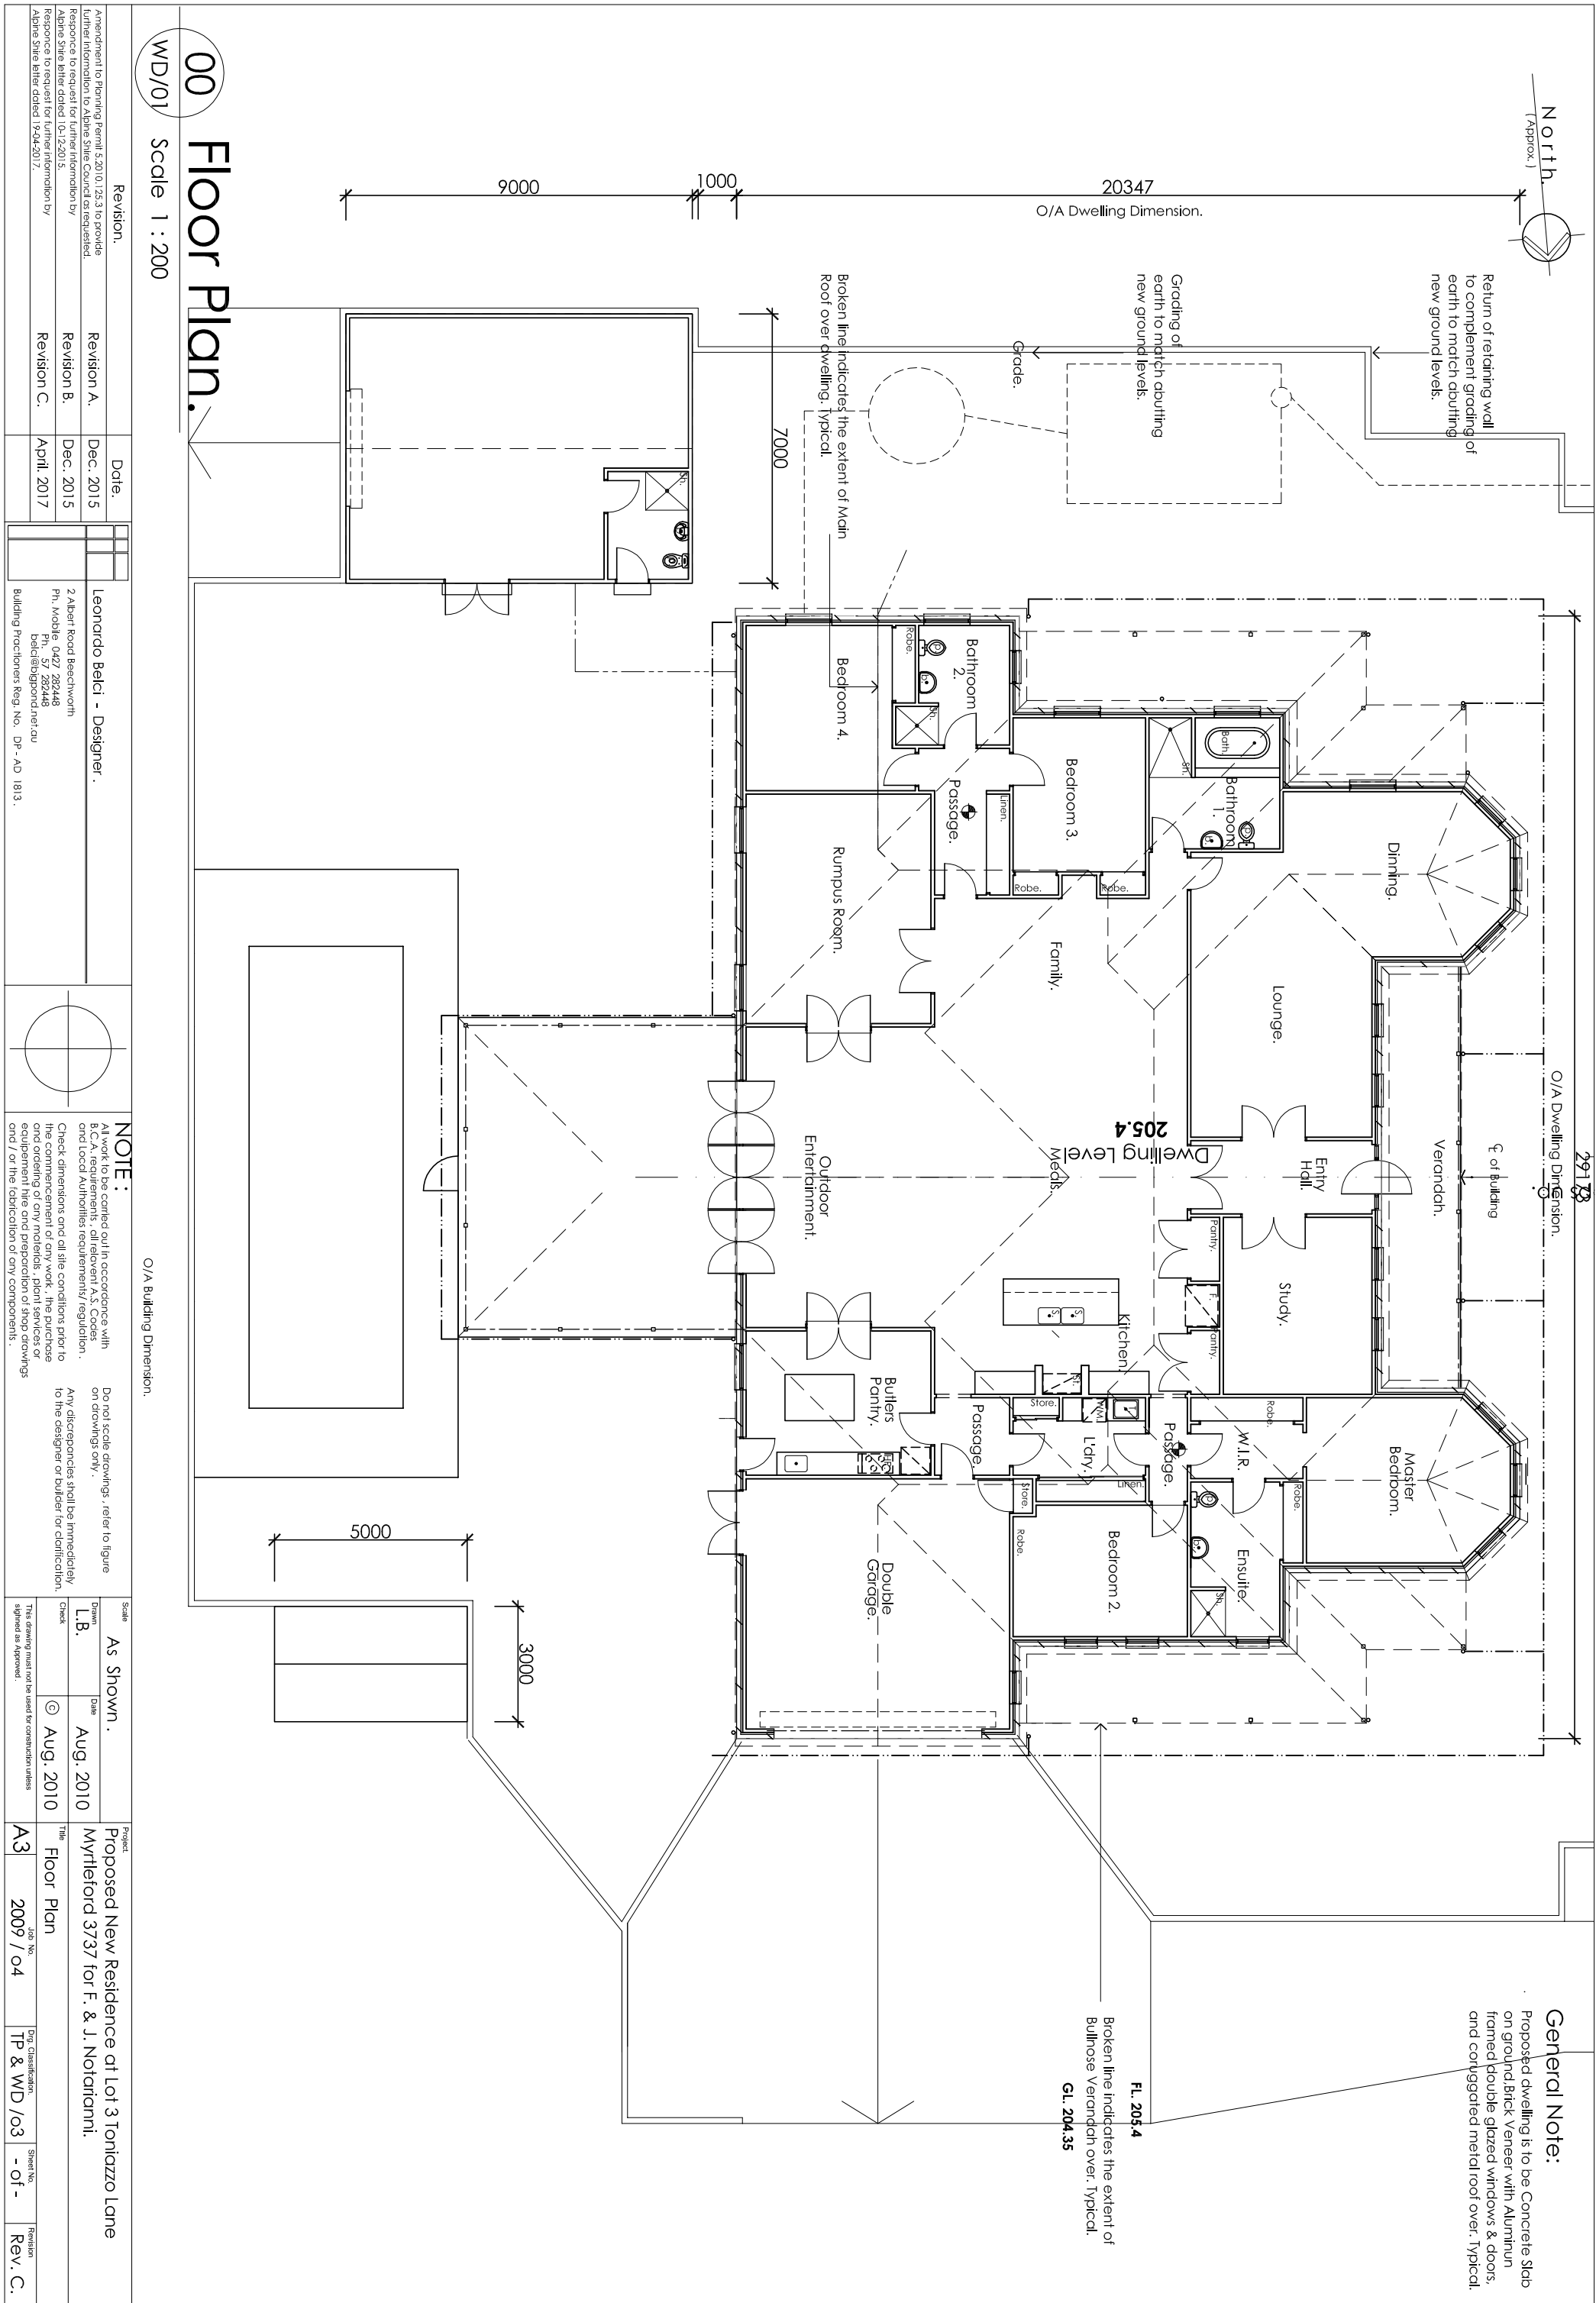 General Note:
Proposed dwelling is to be Concrete Slab
on ground,Brick Veneer with Aluminun
framed double glazed windows & doors,
and coruggated metal roof over. Typical.
North.
( Approx. )
Return of retaining wall
to complement grading of
earth to match abutting
new ground levels.
Grading of
earth to match abutting
new ground levels.
Grade.
Broken line indicates the extent of Main
Roof over dwelling. Typical.
20347
O/A Dwelling Dimension.
1000
9000
7000
O/A Dwelling Dimension.
℄ of Building
Verandah.
Dinning.
Lounge.
Entry
Hall.
Study.
Master
Bedroom.
Robe.
W.I.R.
Robe.
Ensuite.
Sh.
b.
P
Bath.
Sh.
Bathroom
1.
P
b.
Pantry.
F.
Pantry.
Dwelling Level
205.4
Meals.
Kitchen.
S
S
St.
Family.
Bedroom 3.
Robe.
Robe.
Linen.
Passage.
Bathroom
2.
P
b.
Sh.
Robe.
Bedroom 4.
Rumpus Room.
Outdoor
Entertainment.
Butlers
Pantry.
HP
Passage.
Store.
WM
T
L'dry.
Passage.
Linen.
Store.
Robe.
Bedroom 2.
Double
Garage.
Sh.
5000
3000
Broken line indicates the extent of
Bullnose Verandah over. Typical.
FL. 205.4
GL. 204.35
O/A Building Dimension.
00
WD/01
Floor Plan.
Scale 1 : 200
Revision.
Date.
Amendment to Planning Permit 5.2010.125.3 to provide
further information to Alpine Shire Council as requested.
Revision A.
Dec. 2015
Responce to request for further information by
Alpine Shire letter dated 10-12-2015.
Revision B.
Dec. 2015
Responce to request for further information by
Alpine Shire letter dated 19-04-2017.
Revision C.
April. 2017
Leonardo Belci - Designer .
2 Albert Road Beechworth
Ph. Mobile 0427 282448
Ph. 57 282448
belci@bigpond.net.au
Building Practioners Reg. No. DP - AD 1813 .
NOTE :
All work to be carried out in accordance with
B.C.A. requirements , all relavent A.S. Codes
and Local Authorities requirements/ regulation .
Check dimensions and all site conditions prior to
the commencement of any work , the purchase
and ordering of any materials , plant services or
equipement hire and preparation of shop drawings
and / or the fabrication of any components .
Do not scale drawings , refer to figure
on drawings only .
Any discrepancies shall be immediately
to the designer or builder for clarification.
Scale
As Shown .
Drawn
L.B.
Date
Aug. 2010
Check
© Aug. 2010
This drawing must not be used for construction unless
sighned as Approved .
Project
Proposed New Residence at Lot 3 Toniazzo Lane
Myrtleford 3737 for F. & J. Notarianni.
Title
Floor Plan
A3
Job No.
2009 / o4
Drg. Classification.
TP & WD /o3
Sheet No.
- of -
Revision
Rev. C.